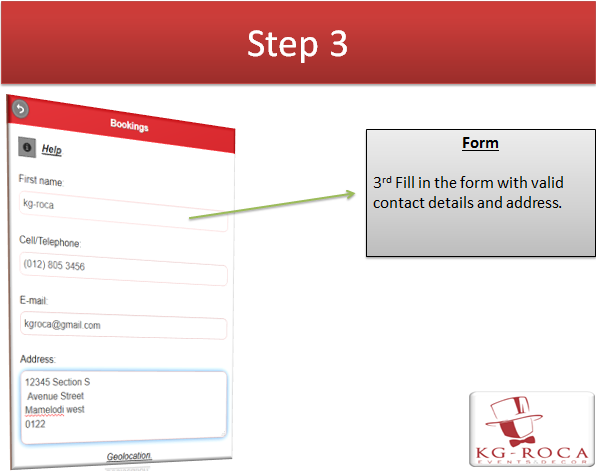 Step 3
Bookings
Help
First name:
kg-roca
Cell/Telephone:
(012) 805 3456
E-mail:
kgroca@gmail.com
Address:
12345 Section S
Avenue Street
Mamelodi west
0122
Geolocation.
Form
3rd Fill in the form with valid
contact details and address.
KG-ROCA
EVENTS&DECOR